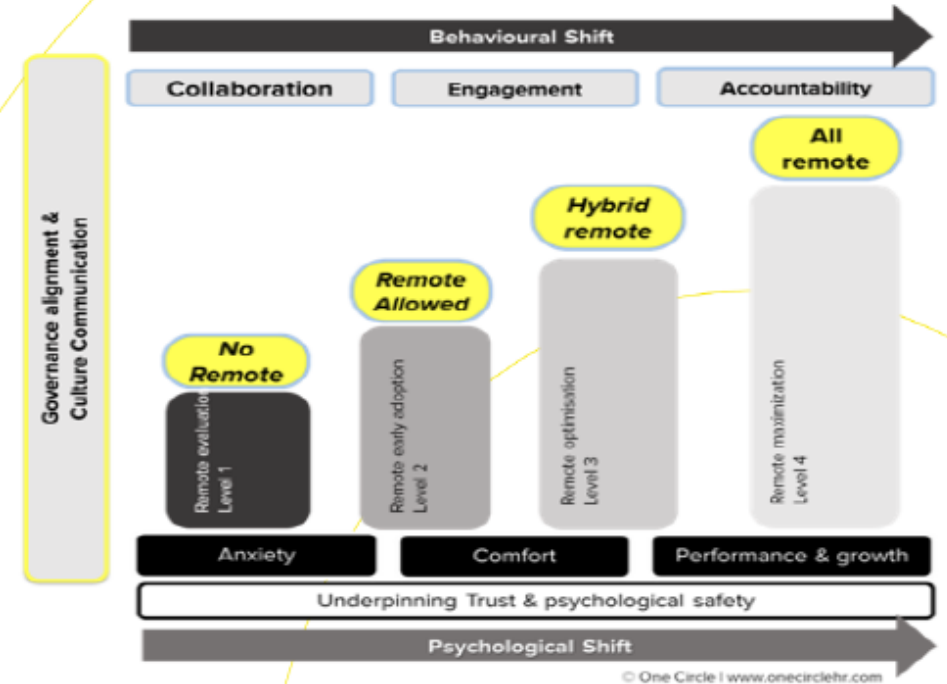 Behavioural Shift
Collaboration
Engagement
Accountability
Governance alignment &
Culture Communication
All
remote
Hybrid
remote
Remote
Allowed
No
Remote
Remote evaluation
Level 1
Remote early adoption
Level 2
Remote optimisation
Level 3
Remote maximization
Level 4
Anxiety
Comfort
Performance & growth
Underpinning Trust & psychological safety
Psychological Shift
© One Circle | www.onecirclehr.com